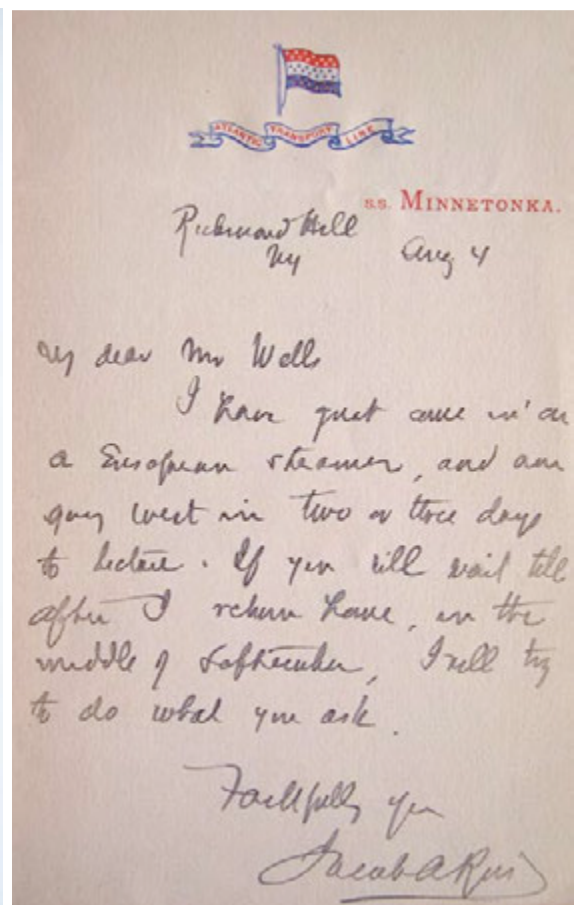 ATLANTIC TRANSPORT LINE
S.S. MINNETONKA.
Richmond Hill
NY Aug 4
My dear Mr Wells
I have just come in on
a European steamer, and am
going west in two or three days
to lecture. If you will wait till
after I return home, in the
middle of September, I will try
to do what you ask.
Faithfully yours
Jacob A Riis